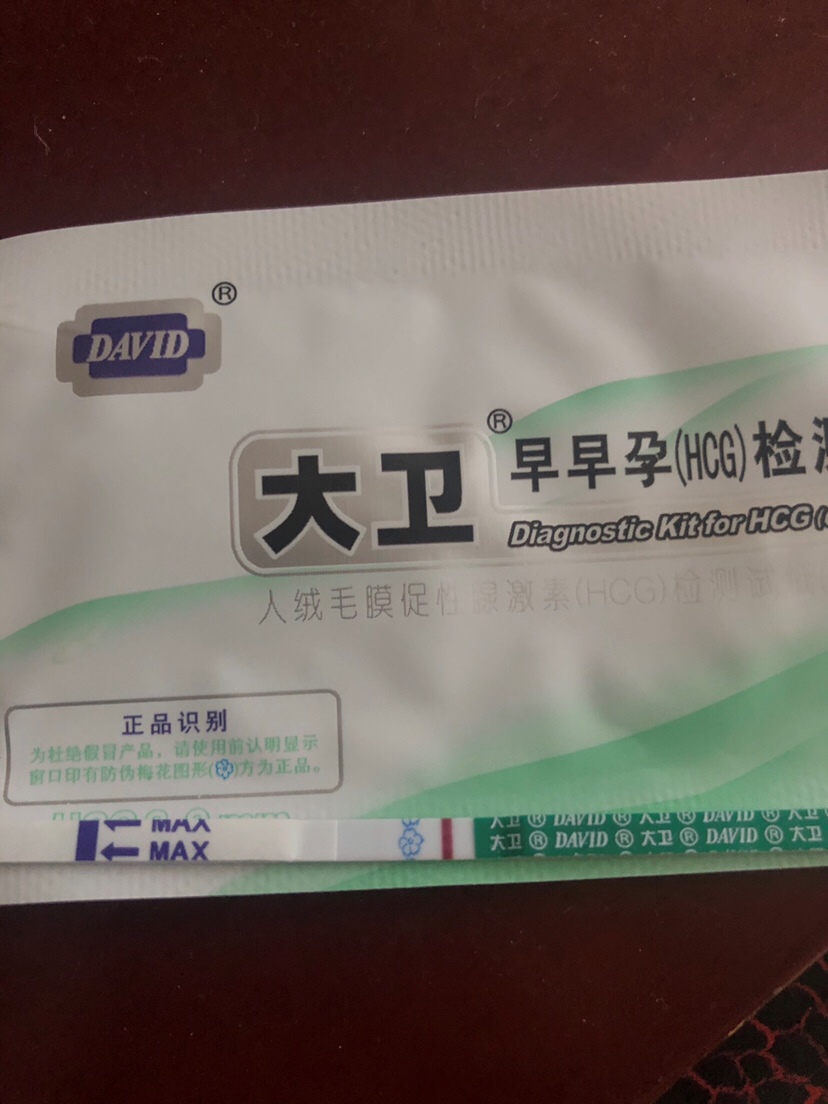 DAVID ®
大卫 ® 早早孕(HCG)检
Diagnostic Kit for HCG
人绒毛膜促性腺激素(HCG)检测试
正品识别
为杜绝假冒产品，请使用前认明显示
窗口印有防伪梅花图形( )方为正品。
MAX
MAX
大卫 ® DAVID ® 大卫 ® DAVID ® 大卫
大卫 ® DAVID ® 大卫 ® DAVID ® 大卫